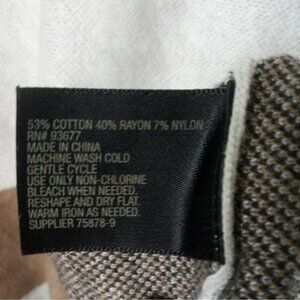 53% COTTON 40% RAYON 7% NYLON
RN# 93677
MADE IN CHINA
MACHINE WASH COLD
GENTLE CYCLE
USE ONLY NON-CHLORINE
BLEACH WHEN NEEDED.
RESHAPE AND DRY FLAT.
WARM IRON AS NEEDED.
SUPPLIER 75878-9